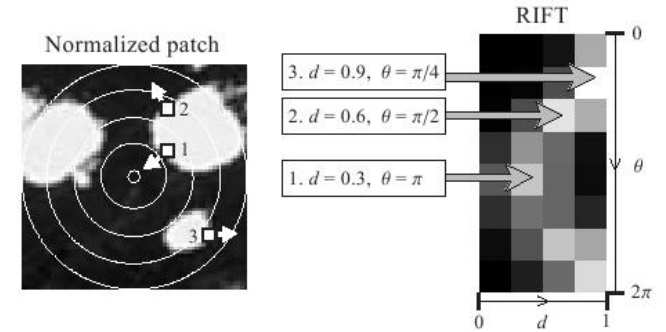 RIFT
Normalized patch
0
3. d = 0.9, θ = π/4
2. d = 0.6, θ = π/2
1. d = 0.3, θ = π
θ
2π
0
d
1
2
1
3